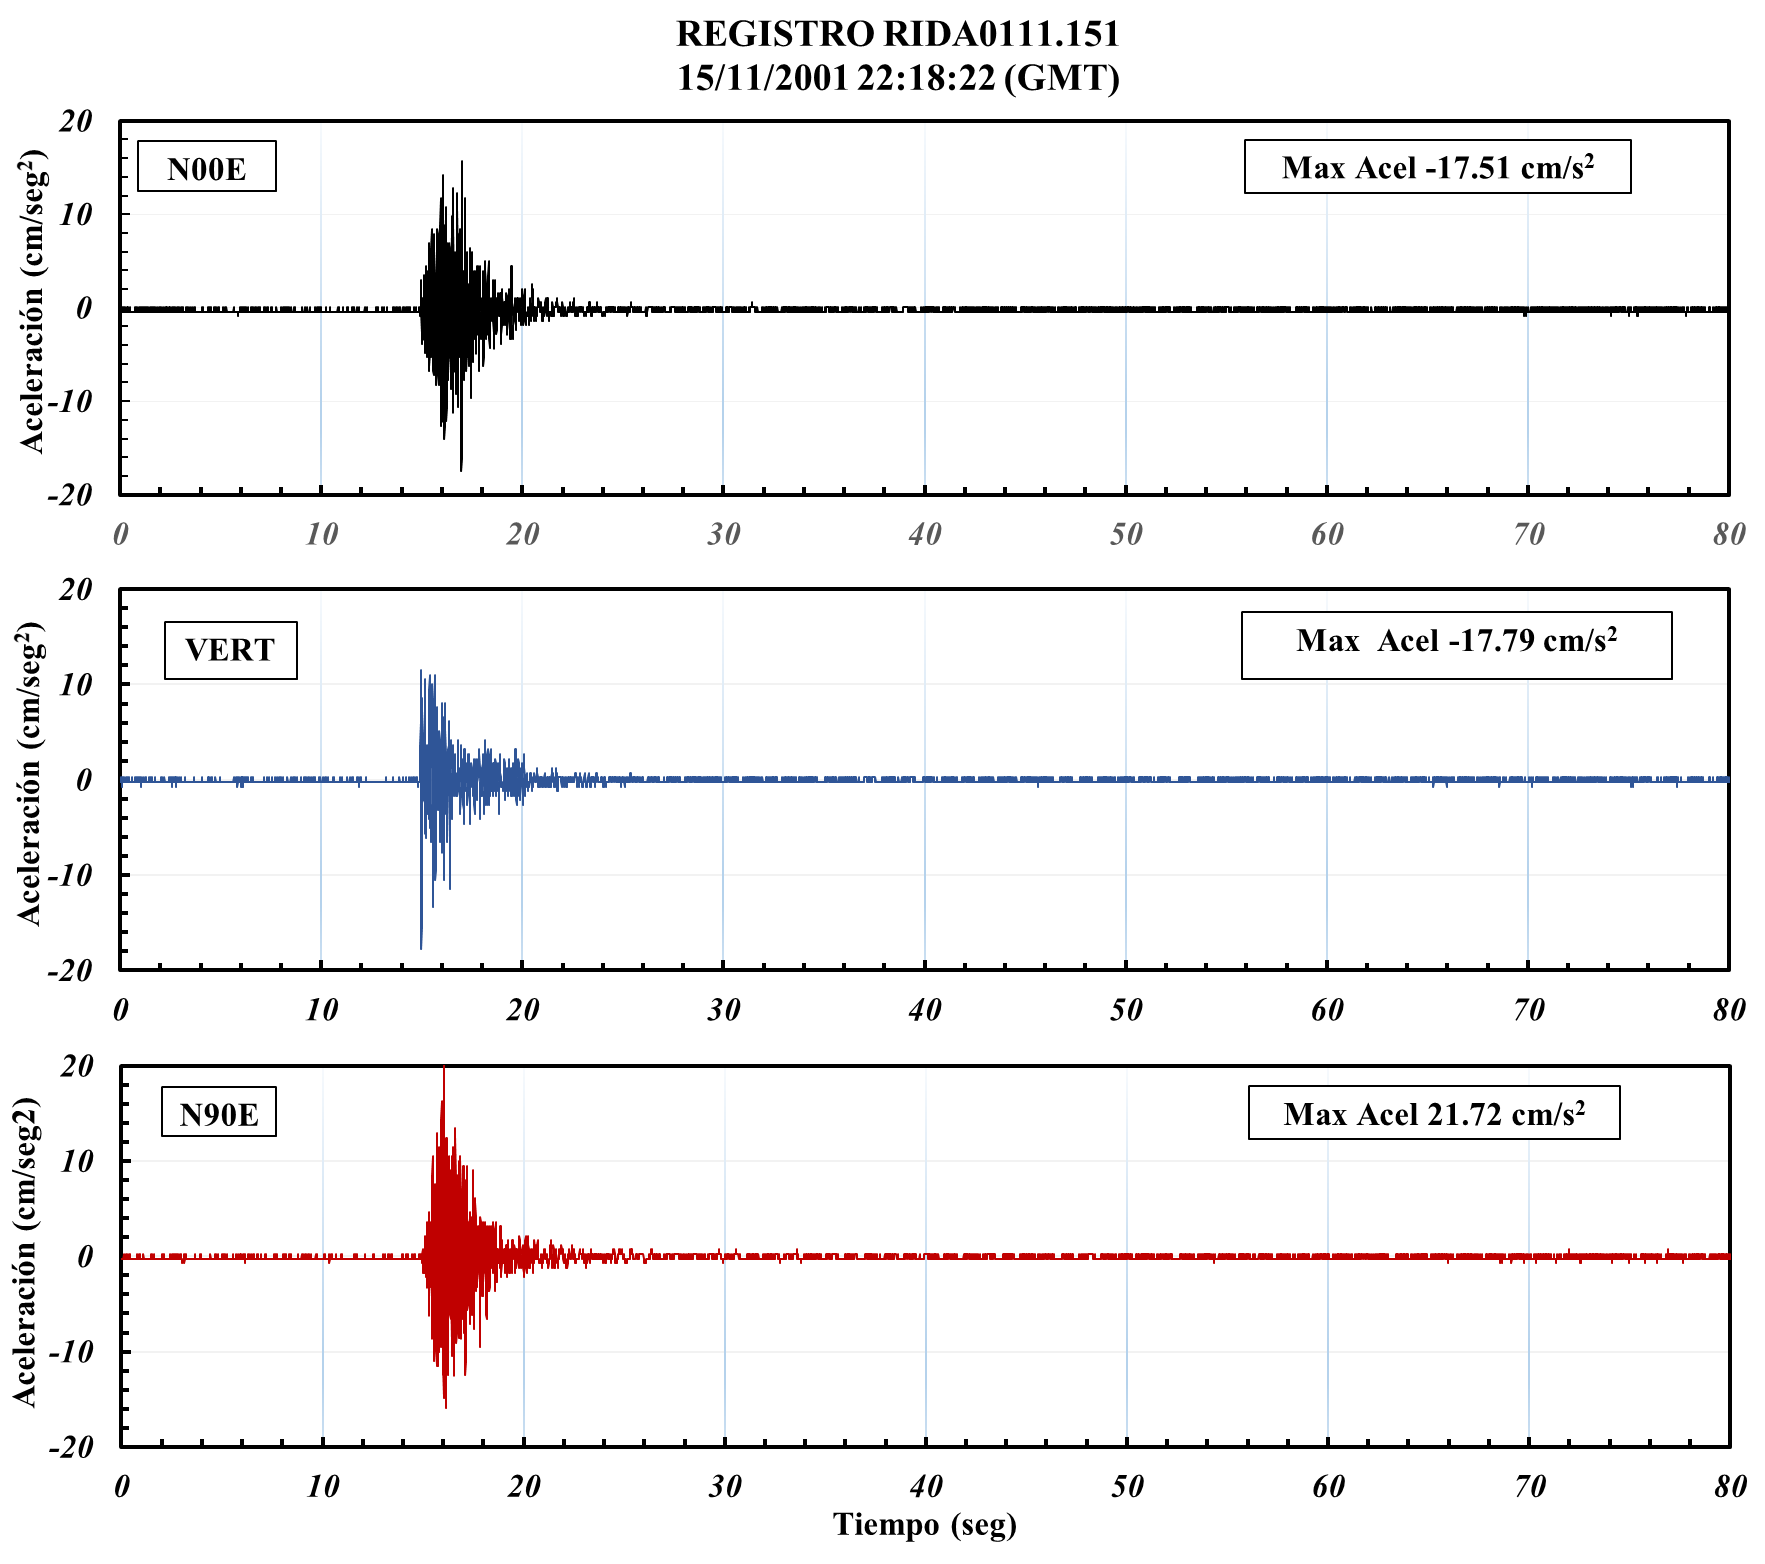 REGISTRO RIDA0111.151
15/11/2001 22:18:22 (GMT)
Aceleración (cm/seg²)
20
10
0
-10
-20
N00E
Max Acel -17.51 cm/s²
0 10 20 30 40 50 60 70 80
Aceleración (cm/seg²)
20
10
0
-10
-20
VERT
Max Acel -17.79 cm/s²
0 10 20 30 40 50 60 70 80
Aceleración (cm/seg2)
20
10
0
-10
-20
N90E
Max Acel 21.72 cm/s²
0 10 20 30 40 50 60 70 80
Tiempo (seg)